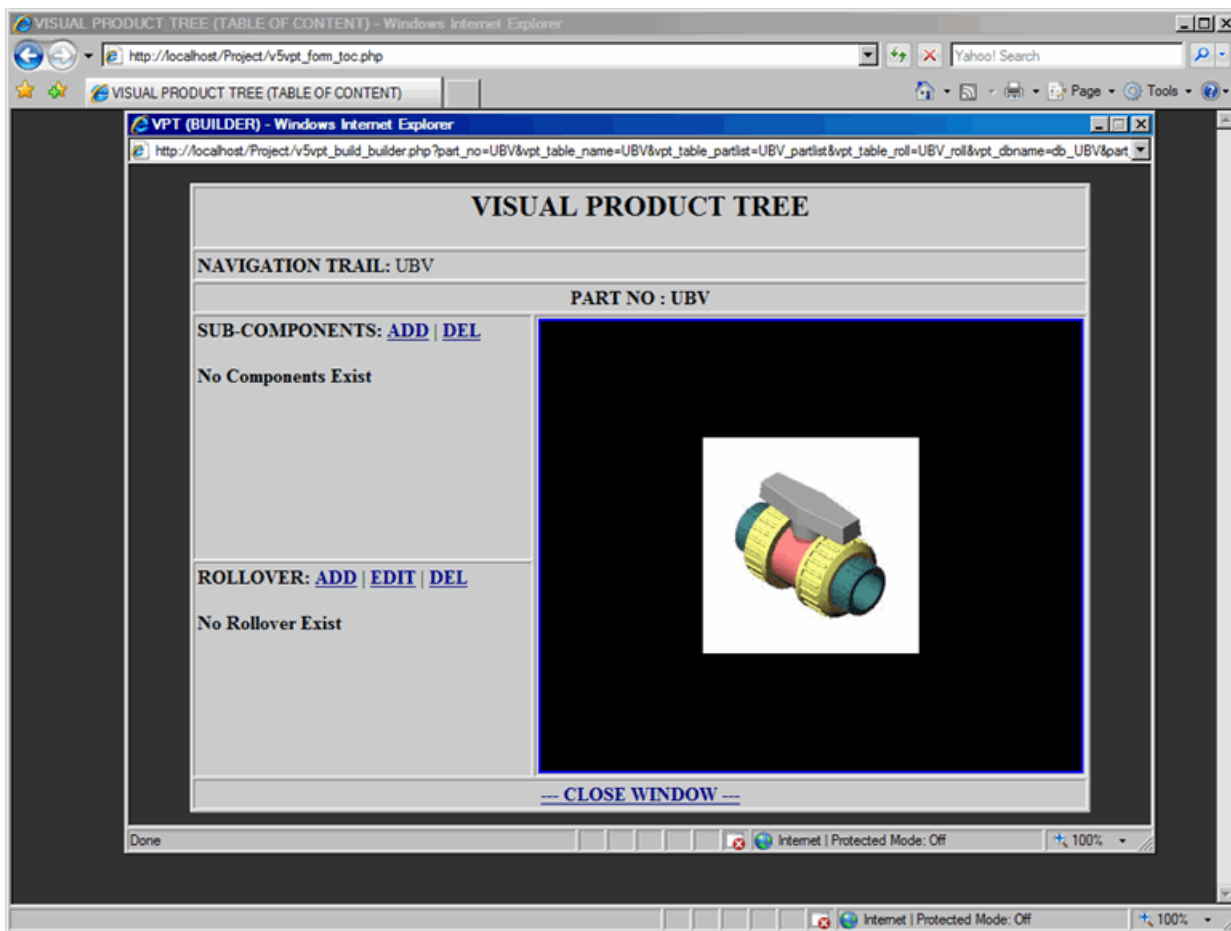 VISUAL PRODUCT TREE (TABLE OF CONTENT) - Windows Internet Explorer
http://localhost/Project/v5vpt_form_toc.php
Yahoo! Search
VISUAL PRODUCT TREE (TABLE OF CONTENT)
Page
Tools
VPT (BUILDER) - Windows Internet Explorer
http://localhost/Project/v5vpt_build_builder.php?part_no=UBV&vpt_table_name=UBV&vpt_table_partlist=UBV_partlist&vpt_table_roll=UBV_roll&vpt_dbname=db_UBV&part_
VISUAL PRODUCT TREE
NAVIGATION TRAIL: UBV
PART NO : UBV
SUB-COMPONENTS: ADD | DEL
No Components Exist
ROLLOVER: ADD | EDIT | DEL
No Rollover Exist
--- CLOSE WINDOW ---
Done
Internet | Protected Mode: Off
100%
Internet | Protected Mode: Off
100%